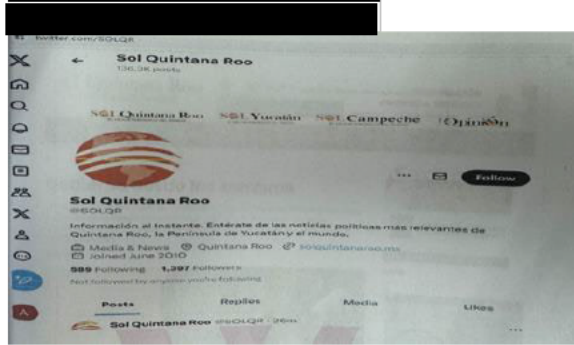 twitter.com/SOLQR
Sol Quintana Roo
136.3K posts
SOL Quintana Roo SOL Yucatán SOL Campeche Opinión
Follow
Sol Quintana Roo
@SOLQR
Información al instante. Entérate de las noticias políticas más relevantes de
Quintana Roo, la Península de Yucatán y el mundo.
Media & News Quintana Roo solquintanaroo.mx
Joined June 2010
589 Following 1,397 Followers
Not followed by anyone you're following
Posts Replies Media Likes
Sol Quintana Roo @SOLQR · 26m
A